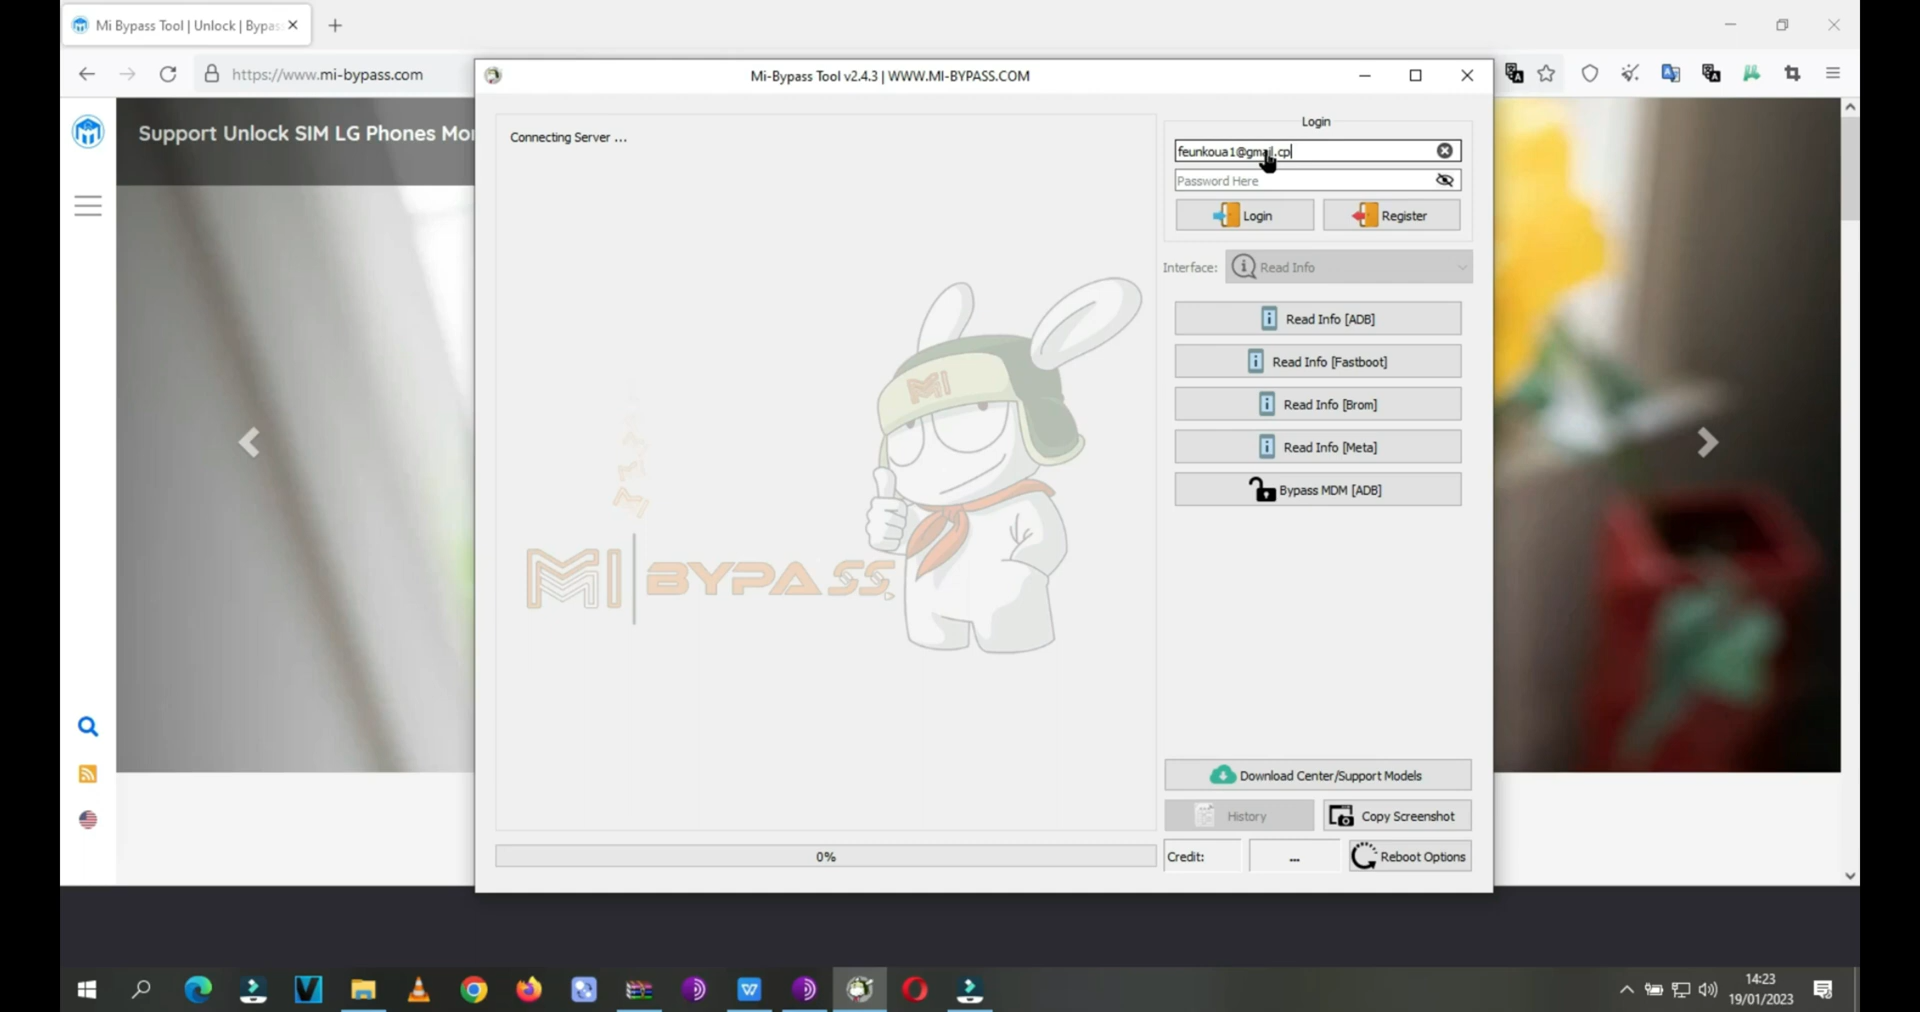 Mi Bypass Tool | Unlock | Bypas
https://www.mi-bypass.com
Support Unlock SIM LG Phones Mor
Mi-Bypass Tool v2.4.3 | WWW.MI-BYPASS.COM
Connecting Server ...
Login
feunkoua1@gmail.cp
Password Here
Login
Register
Interface:
Read Info
Read Info [ADB]
Read Info [Fastboot]
Read Info [Brom]
Read Info [Meta]
Bypass MDM [ADB]
MI
MI BYPASS
Download Center/Support Models
History
Copy Screenshot
0%
Credit:
...
Reboot Options
14:23
19/01/2023